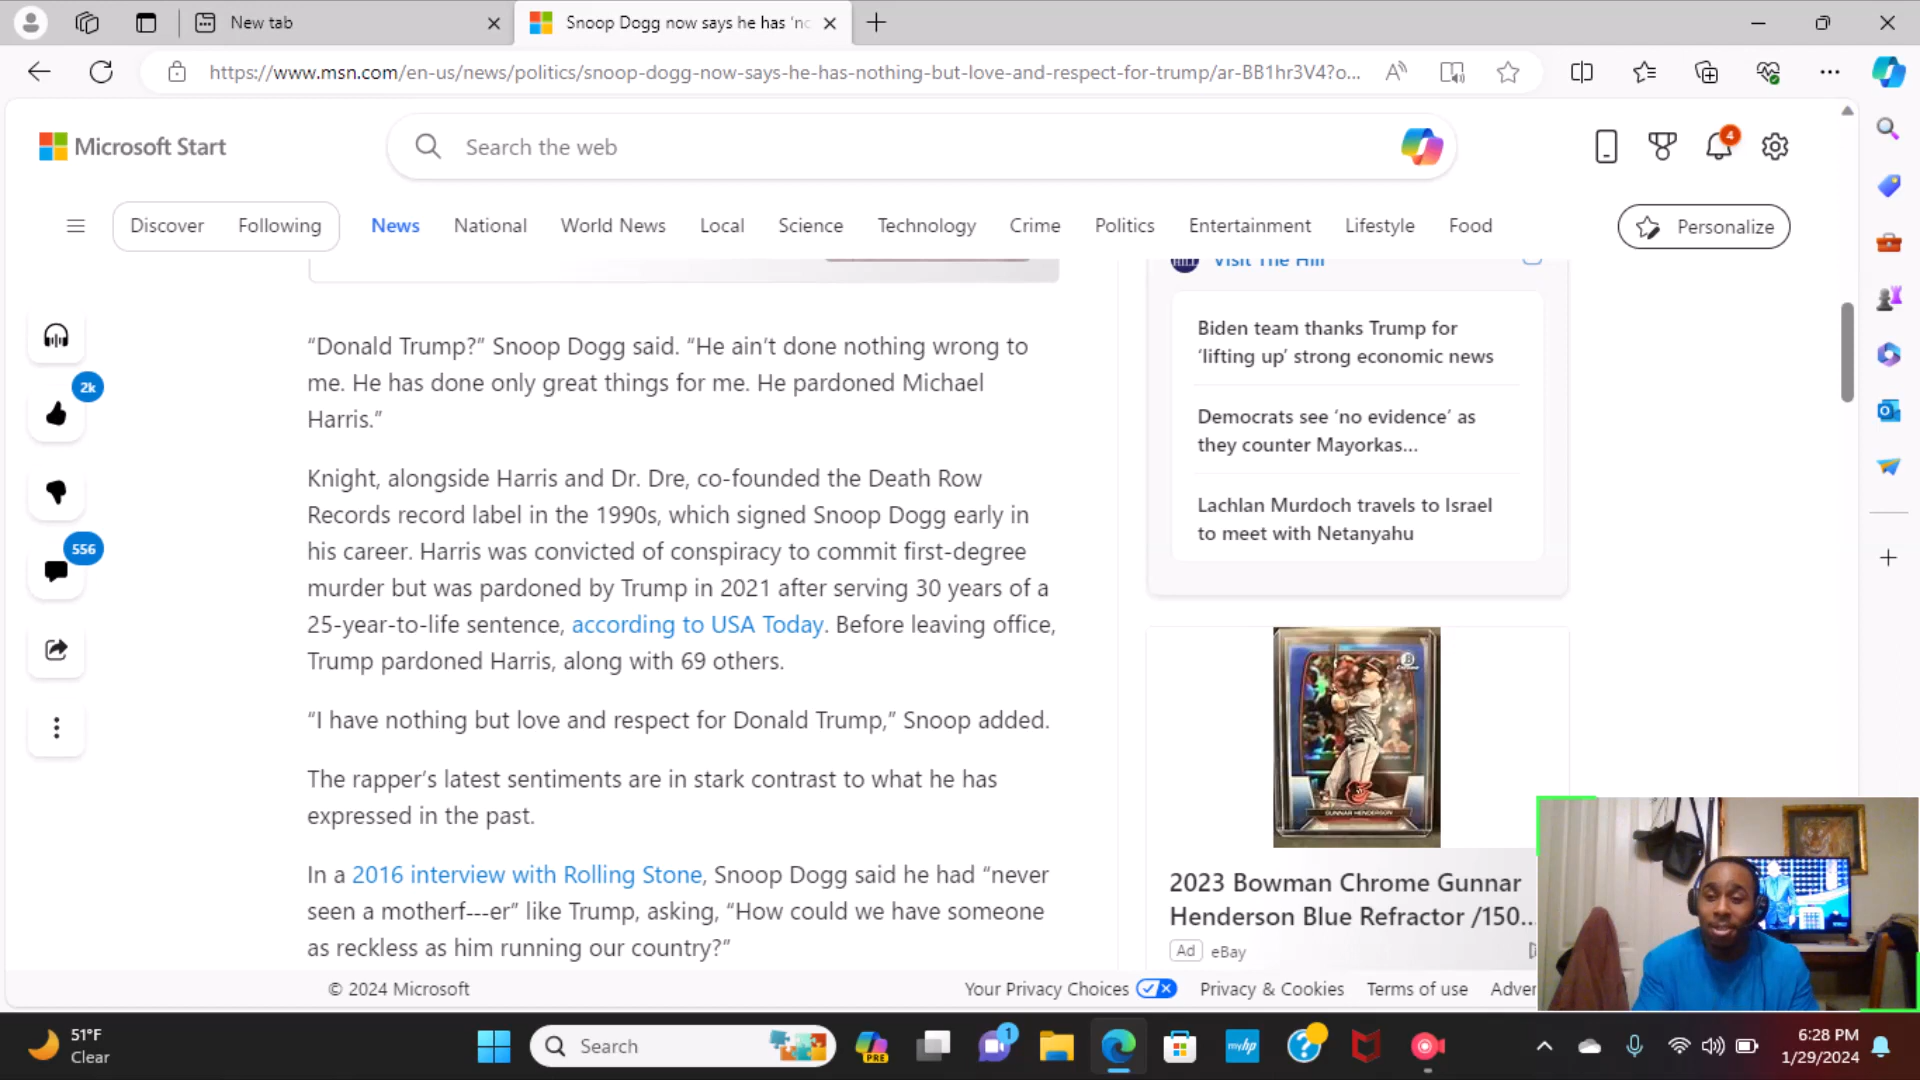 New tab
Snoop Dogg now says he has ‘no
https://www.msn.com/en-us/news/politics/snoop-dogg-now-says-he-has-nothing-but-love-and-respect-for-trump/ar-BB1hr3V4?o...
Microsoft Start
Search the web
4
Discover Following News National World News Local Science Technology Crime Politics Entertainment Lifestyle Food Personalize
Visit The Hill
Biden team thanks Trump for
‘lifting up’ strong economic news
Democrats see ‘no evidence’ as
they counter Mayorkas...
Lachlan Murdoch travels to Israel
to meet with Netanyahu
2k
556
“Donald Trump?” Snoop Dogg said. “He ain’t done nothing wrong to
me. He has done only great things for me. He pardoned Michael
Harris.”
Knight, alongside Harris and Dr. Dre, co-founded the Death Row
Records record label in the 1990s, which signed Snoop Dogg early in
his career. Harris was convicted of conspiracy to commit first-degree
murder but was pardoned by Trump in 2021 after serving 30 years of a
25-year-to-life sentence, according to USA Today. Before leaving office,
Trump pardoned Harris, along with 69 others.
“I have nothing but love and respect for Donald Trump,” Snoop added.
The rapper’s latest sentiments are in stark contrast to what he has
expressed in the past.
In a 2016 interview with Rolling Stone, Snoop Dogg said he had “never
seen a motherf---er” like Trump, asking, “How could we have someone
as reckless as him running our country?”
GUNNAR HENDERSON
2023 Bowman Chrome Gunnar
Henderson Blue Refractor /150...
Ad eBay
© 2024 Microsoft
Your Privacy Choices
Privacy & Cookies
Terms of use
Adver
51°F
Clear
Search
PRE
1
myhp
6:28 PM
1/29/2024